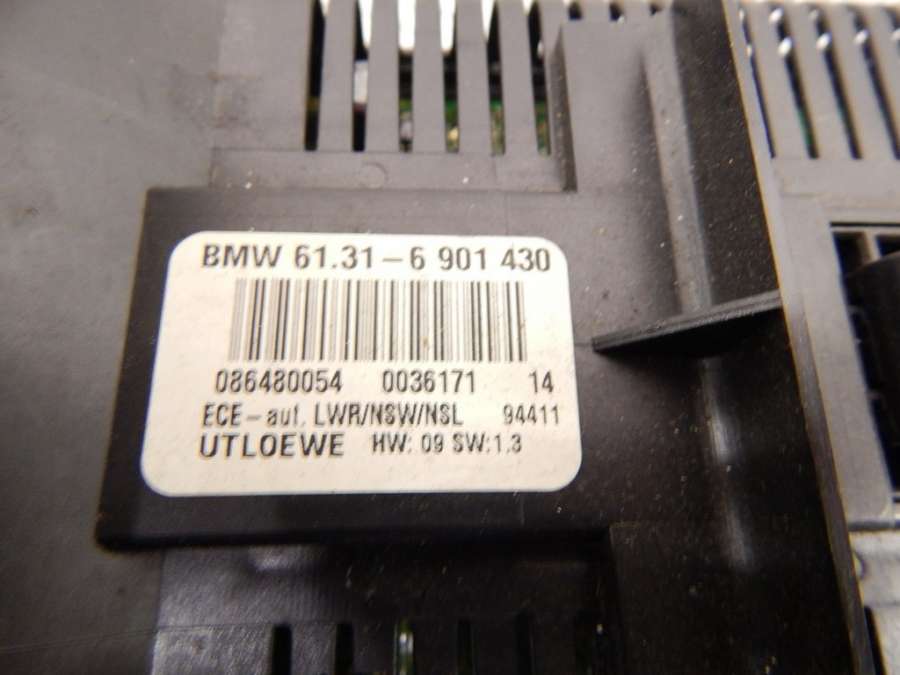 BMW 61.31-6 901 430
086480054 0036171 14
ECE-aut. LWR/NSW/NSL 94411
UTLOEWE HW: 09 SW:1.3